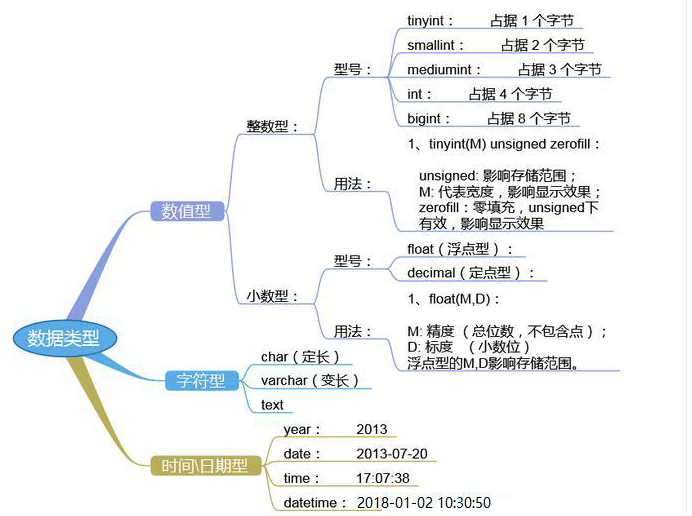 数据类型
数值型
整数型：
型号：
tinyint： 占据 1 个字节
smallint： 占据 2 个字节
mediumint： 占据 3 个字节
int： 占据 4 个字节
bigint： 占据 8 个字节
用法：
1、tinyint(M) unsigned zerofill：
unsigned: 影响存储范围；
M: 代表宽度，影响显示效果；
zerofill：零填充，unsigned下
有效，影响显示效果
小数型：
型号：
float（浮点型）：
decimal（定点型）：
用法：
1、float(M,D)：
M: 精度 （总位数，不包含点）；
D: 标度 （小数位）
浮点型的M,D影响存储范围。
字符型
char（定长）
varchar（变长）
text
时间\日期型
year： 2013
date： 2013-07-20
time： 17:07:38
datetime： 2018-01-02 10:30:50